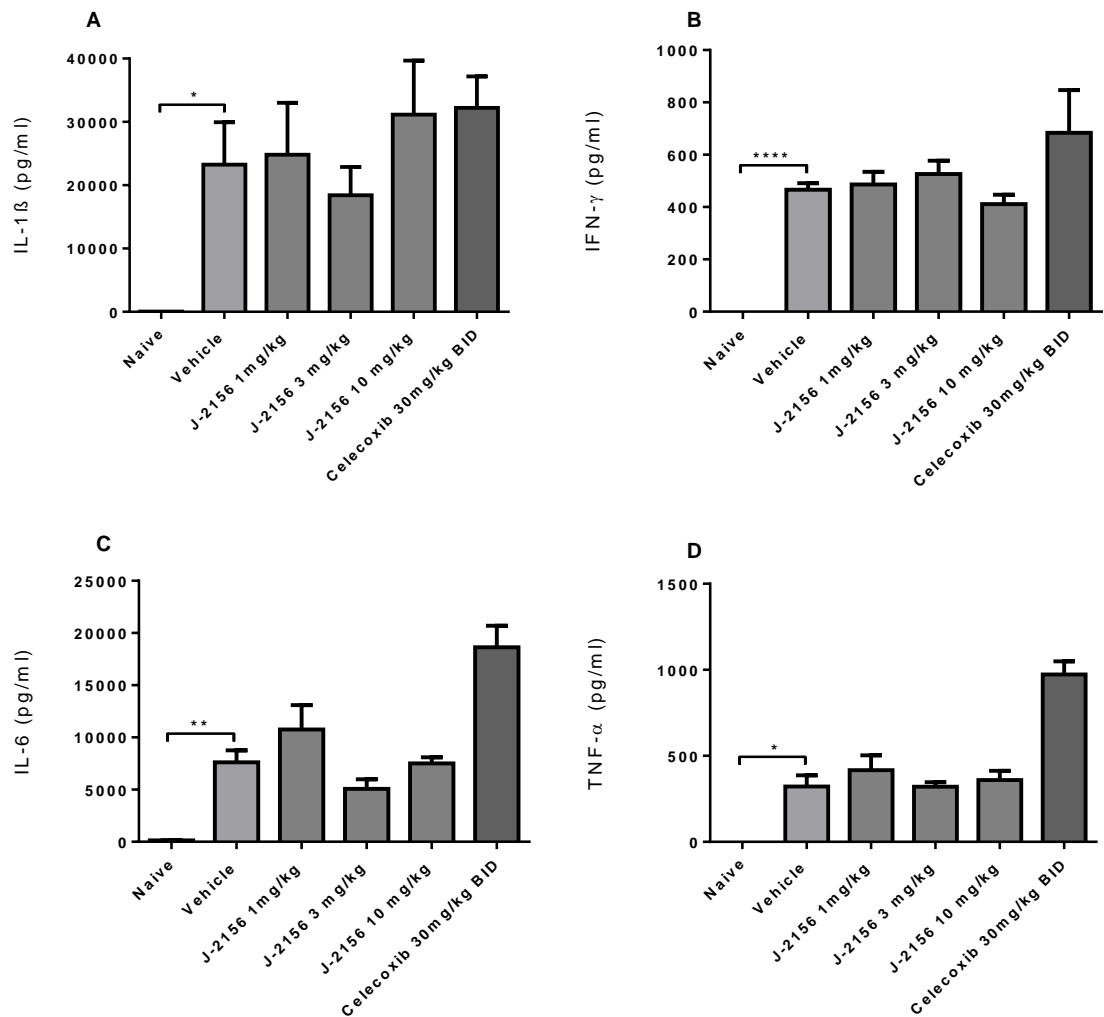 A
IL-1ß (pg/ml)
40000
30000
20000
10000
0
*
Naive
Vehicle
J-2156 1mg/kg
J-2156 3 mg/kg
J-2156 10 mg/kg
Celecoxib 30mg/kg BID
B
IFN-γ (pg/ml)
1000
800
600
400
200
0
****
Naive
Vehicle
J-2156 1mg/kg
J-2156 3 mg/kg
J-2156 10 mg/kg
Celecoxib 30mg/kg BID
C
IL-6 (pg/ml)
25000
20000
15000
10000
5000
0
**
Naive
Vehicle
J-2156 1mg/kg
J-2156 3 mg/kg
J-2156 10 mg/kg
Celecoxib 30mg/kg BID
D
TNF-α (pg/ml)
1500
1000
500
0
*
Naive
Vehicle
J-2156 1mg/kg
J-2156 3 mg/kg
J-2156 10 mg/kg
Celecoxib 30mg/kg BID